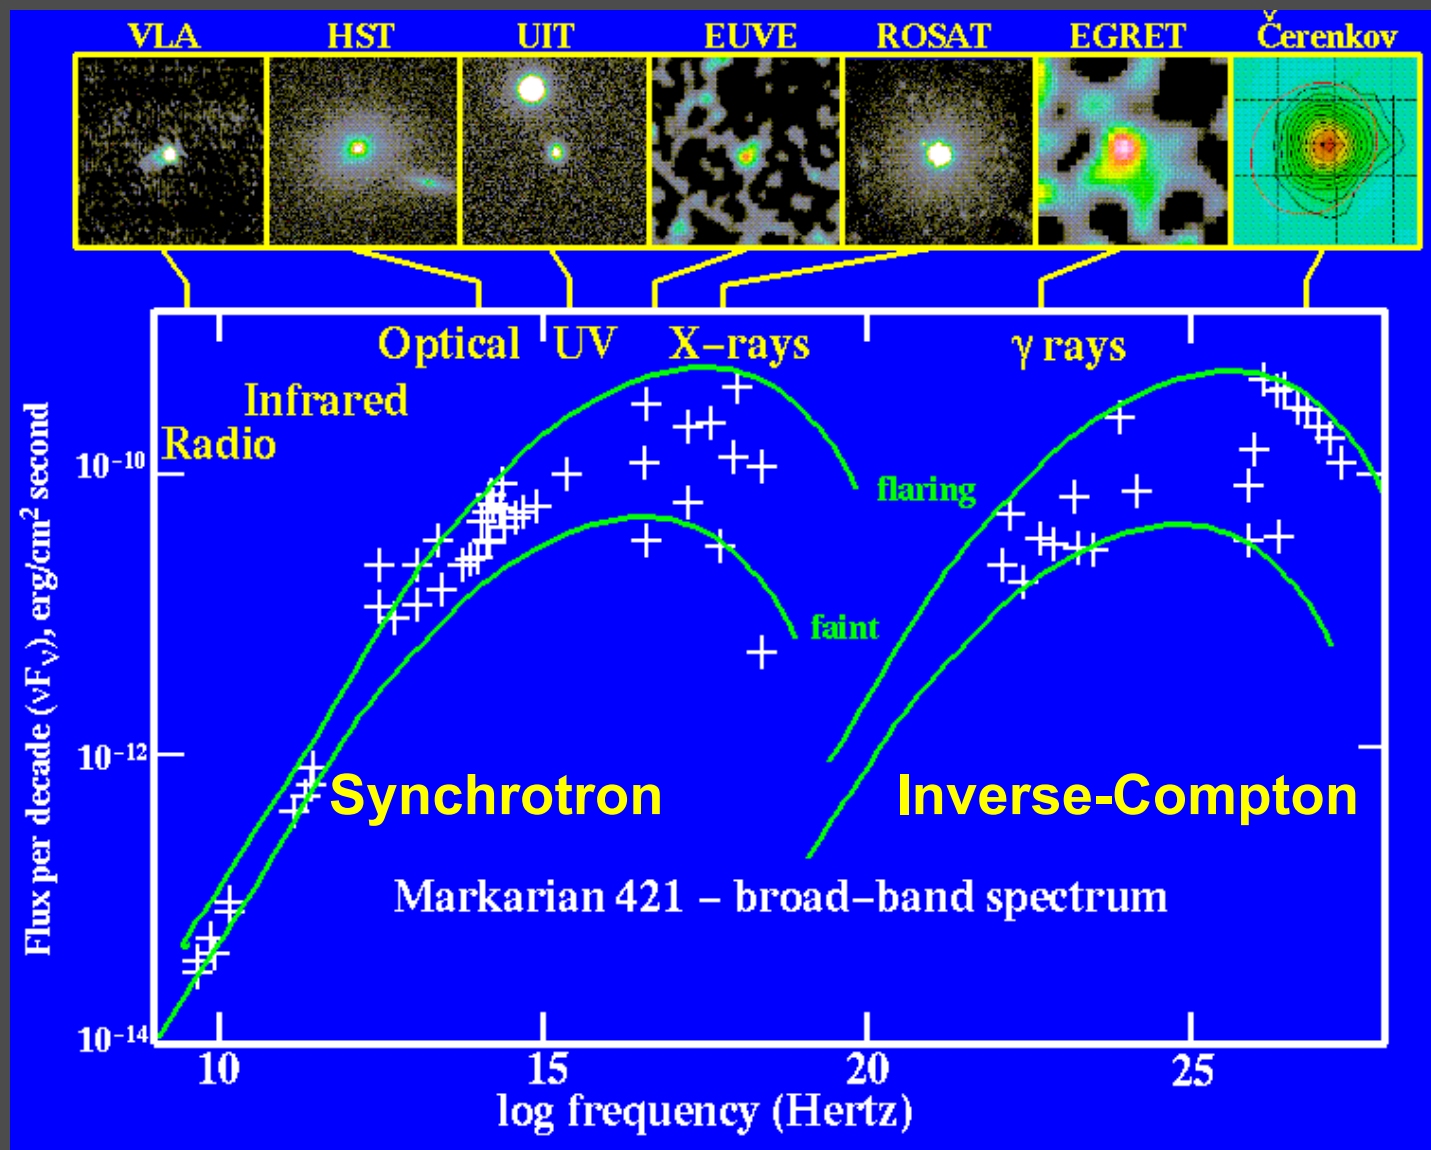 VLA HST UIT EUVE ROSAT EGRET Čerenkov
Optical UV X-rays γ rays
Infrared
Radio
flaring
faint
Synchrotron Inverse-Compton
Markarian 421 - broad-band spectrum
Flux per decade (νFν), erg/cm² second
10⁻¹⁰
10⁻¹²
10⁻¹⁴
10 15 20 25
log frequency (Hertz)